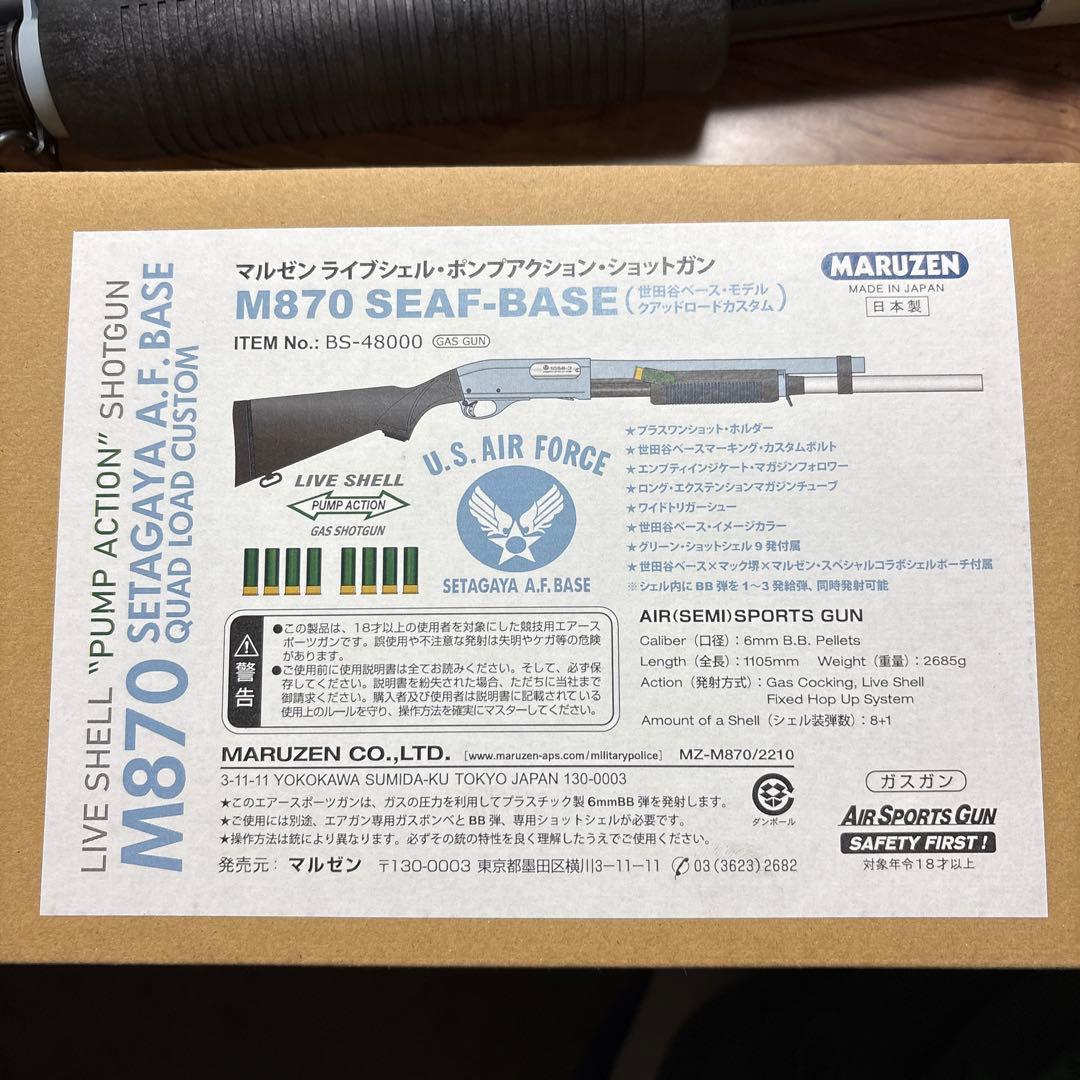 LIVE SHELL "PUMP ACTION" SHOTGUN
M870 SETAGAYA A.F. BASE
QUAD LOAD CUSTOM
マルゼン ライブシェル・ポンプアクション・ショットガン
M870 SEAF-BASE(世田谷ベース・モデル
クアッドロードカスタム)
MARUZEN
MADE IN JAPAN
日本製
ITEM No.: BS-48000 GAS GUN
LIVE SHELL
PUMP ACTION
GAS SHOTGUN
U.S. AIR FORCE
SETAGAYA A.F. BASE
★プラスワンショット・ホルダー
★世田谷ベースマーキング・カスタムボルト
★エンプティインジケート・マガジンフォロワー
★ロング・エクステンションマガジンチューブ
★ワイドトリガーシュー
★世田谷ベース・イメージカラー
★グリーン・ショットシェル9発付属
★世田谷ベース×マック堺×マルゼン・スペシャルコラボシェルポーチ付属
※シェル内にBB弾を1〜3発給弾、同時発射可能
警告
●この製品は、18才以上の使用者を対象にした競技用エアース
ポーツガンです。誤使用や不注意な発射は失明やケガ等の危険
があります。
●ご使用前に使用説明書は全てお読みください。そして、必ず保
存してください。説明書を紛失された場合、ただちに当社まで
御請求ください。購入者及び使用者は説明書に記載されている
使用上のルールを守り、操作方法を確実にマスターしてください。
AIR(SEMI)SPORTS GUN
Caliber（口径）: 6mm B.B. Pellets
Length（全長）: 1105mm Weight（重量）: 2685g
Action（発射方式）: Gas Cocking, Live Shell
Fixed Hop Up System
Amount of a Shell（シェル装弾数）: 8+1
MARUZEN CO.,LTD. [www.maruzen-aps.com/militarypolice] MZ-M870/2210
3-11-11 YOKOKAWA SUMIDA-KU TOKYO JAPAN 130-0003
★このエアースポーツガンは、ガスの圧力を利用してプラスチック製6mmBB弾を発射します。
★ご使用には別途、エアガン専用ガスボンベとBB弾、専用ショットシェルが必要です。
★操作方法は銃により異なります。必ずその銃の特性を良く理解したうえでご使用ください。
発売元: マルゼン 〒130-0003 東京都墨田区横川3-11-11 03(3623)2682
ダンボール
ガスガン
AIR SPORTS GUN
SAFETY FIRST!
対象年令18才以上